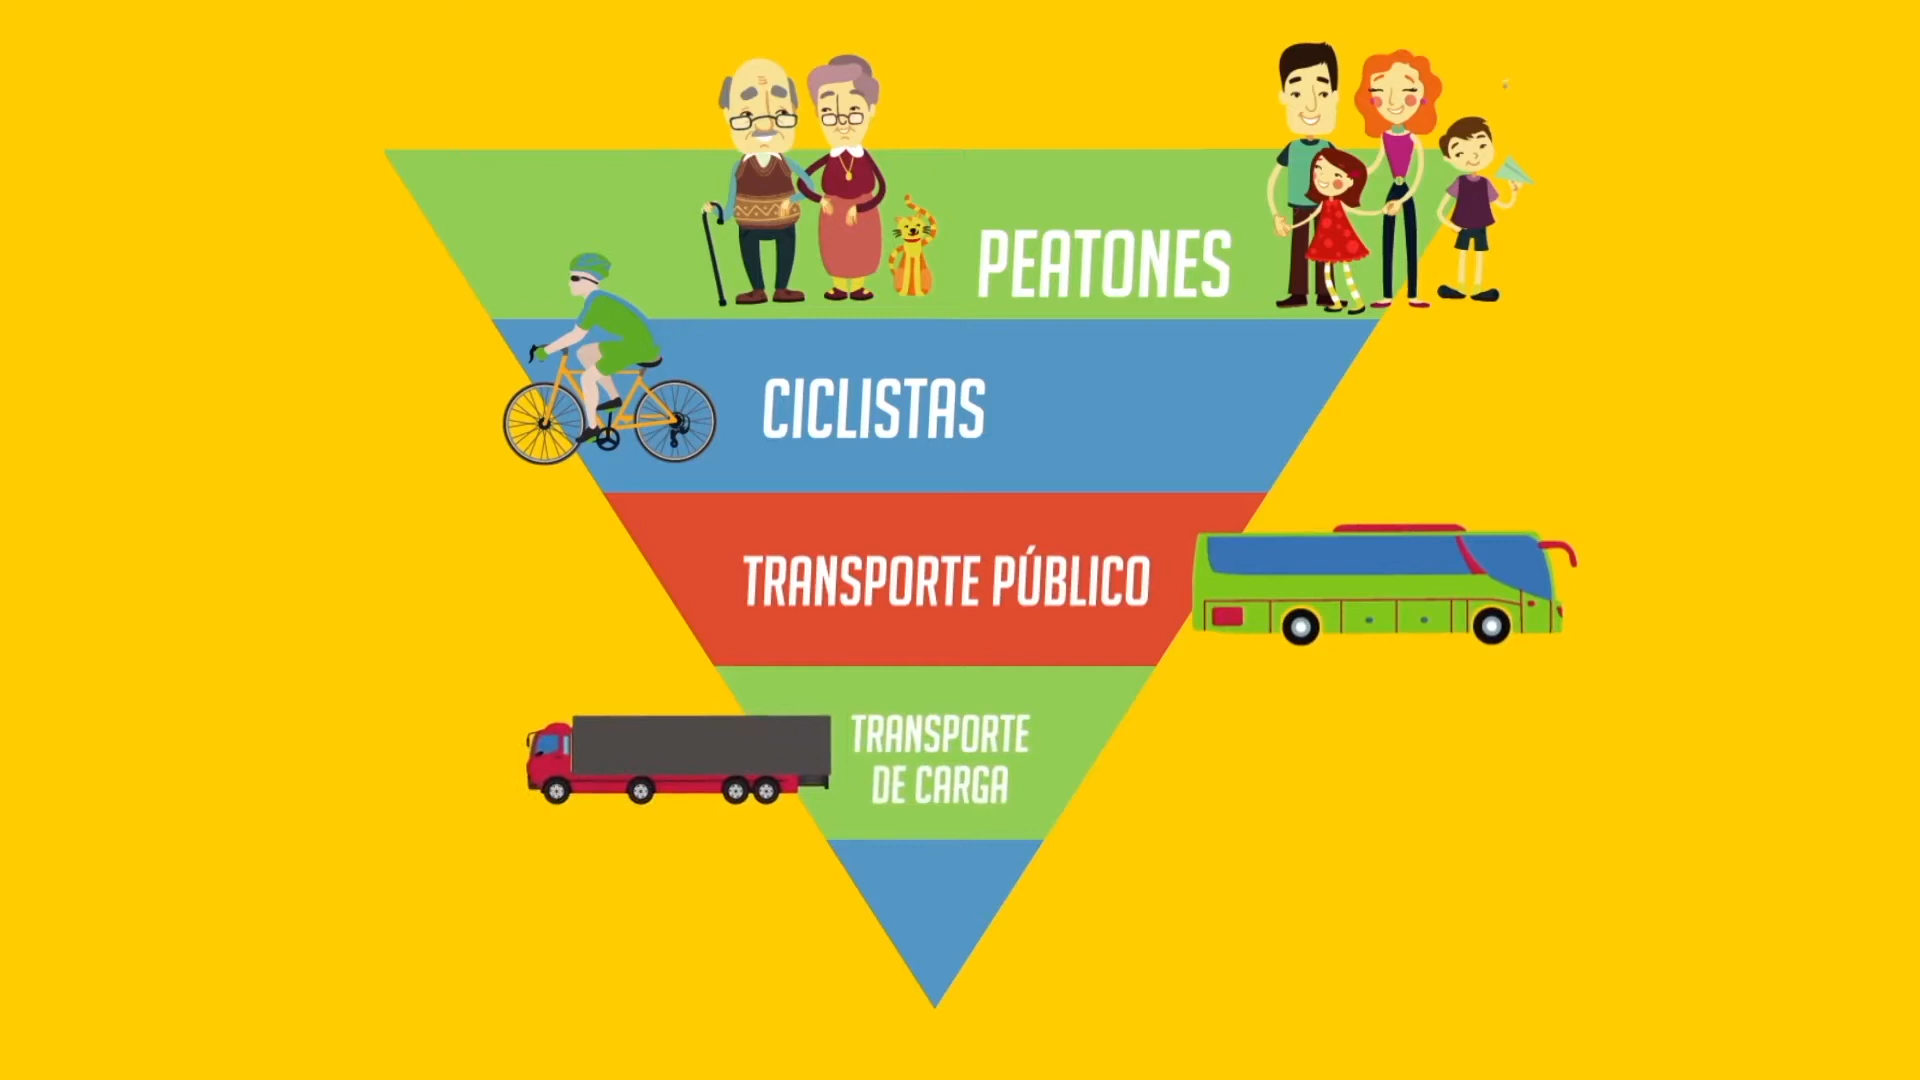 PEATONES
CICLISTAS
TRANSPORTE PÚBLICO
TRANSPORTE
DE CARGA